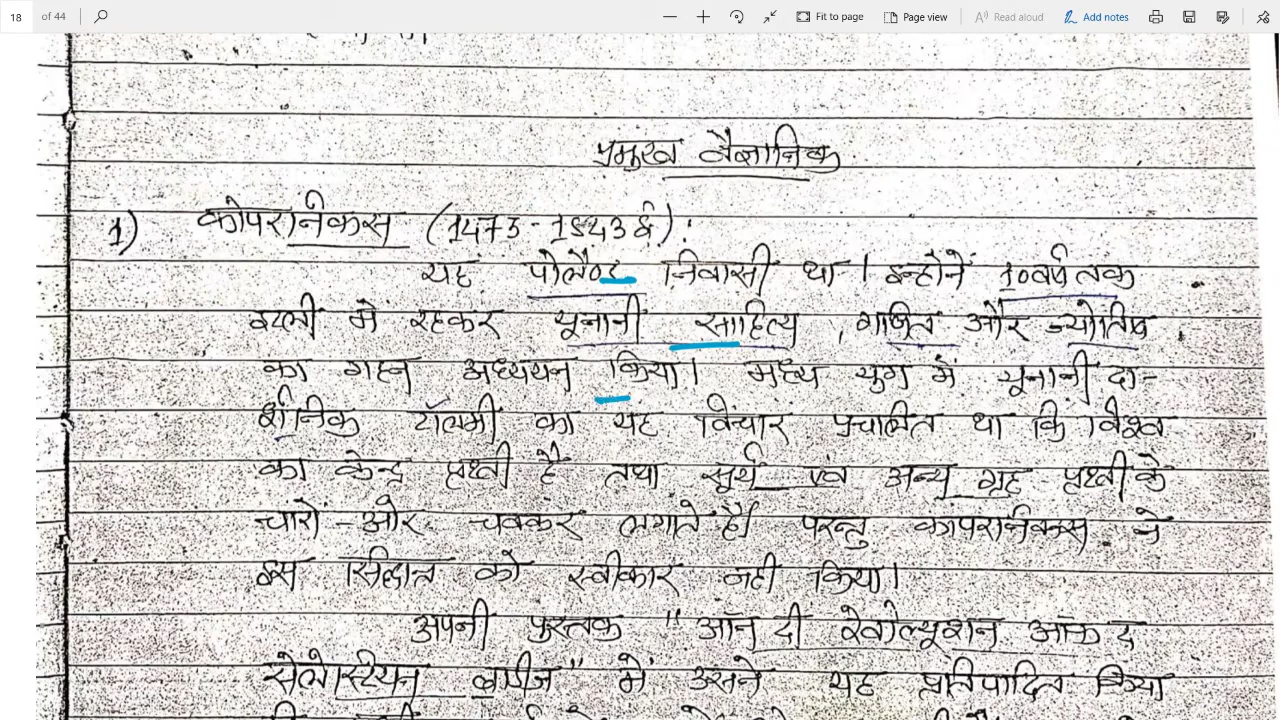 18 of 44 Fit to page Page view Read aloud Add notes
प्रमुख वैज्ञानिक
1) कोपरनिकस (1473-1543 ई).
यह पोलैण्ड निवासी था। इन्होनें 10 वर्ष तक
इटली में रहकर यूनानी साहित्य, गणित और ज्योतिष
का गहन अध्ययन किया। मध्य युग में यूनानी दा-
र्शनिक टॉलमी का यह विचार प्रचलित था कि विश्व
का केन्द्र पृथ्वी है तथा सूर्य एवं अन्य ग्रह पृथ्वी के
चारों-ओर चक्कर लगाते हैं। परन्तु कोपरनिकस ने
इस सिद्धान्त को स्वीकार नही किया।
अपनी पुस्तक "ऑन दी रेवोल्यूशन ऑफ द
सेलेस्टियन बाडीज" में उसने यह प्रतिपादित किया